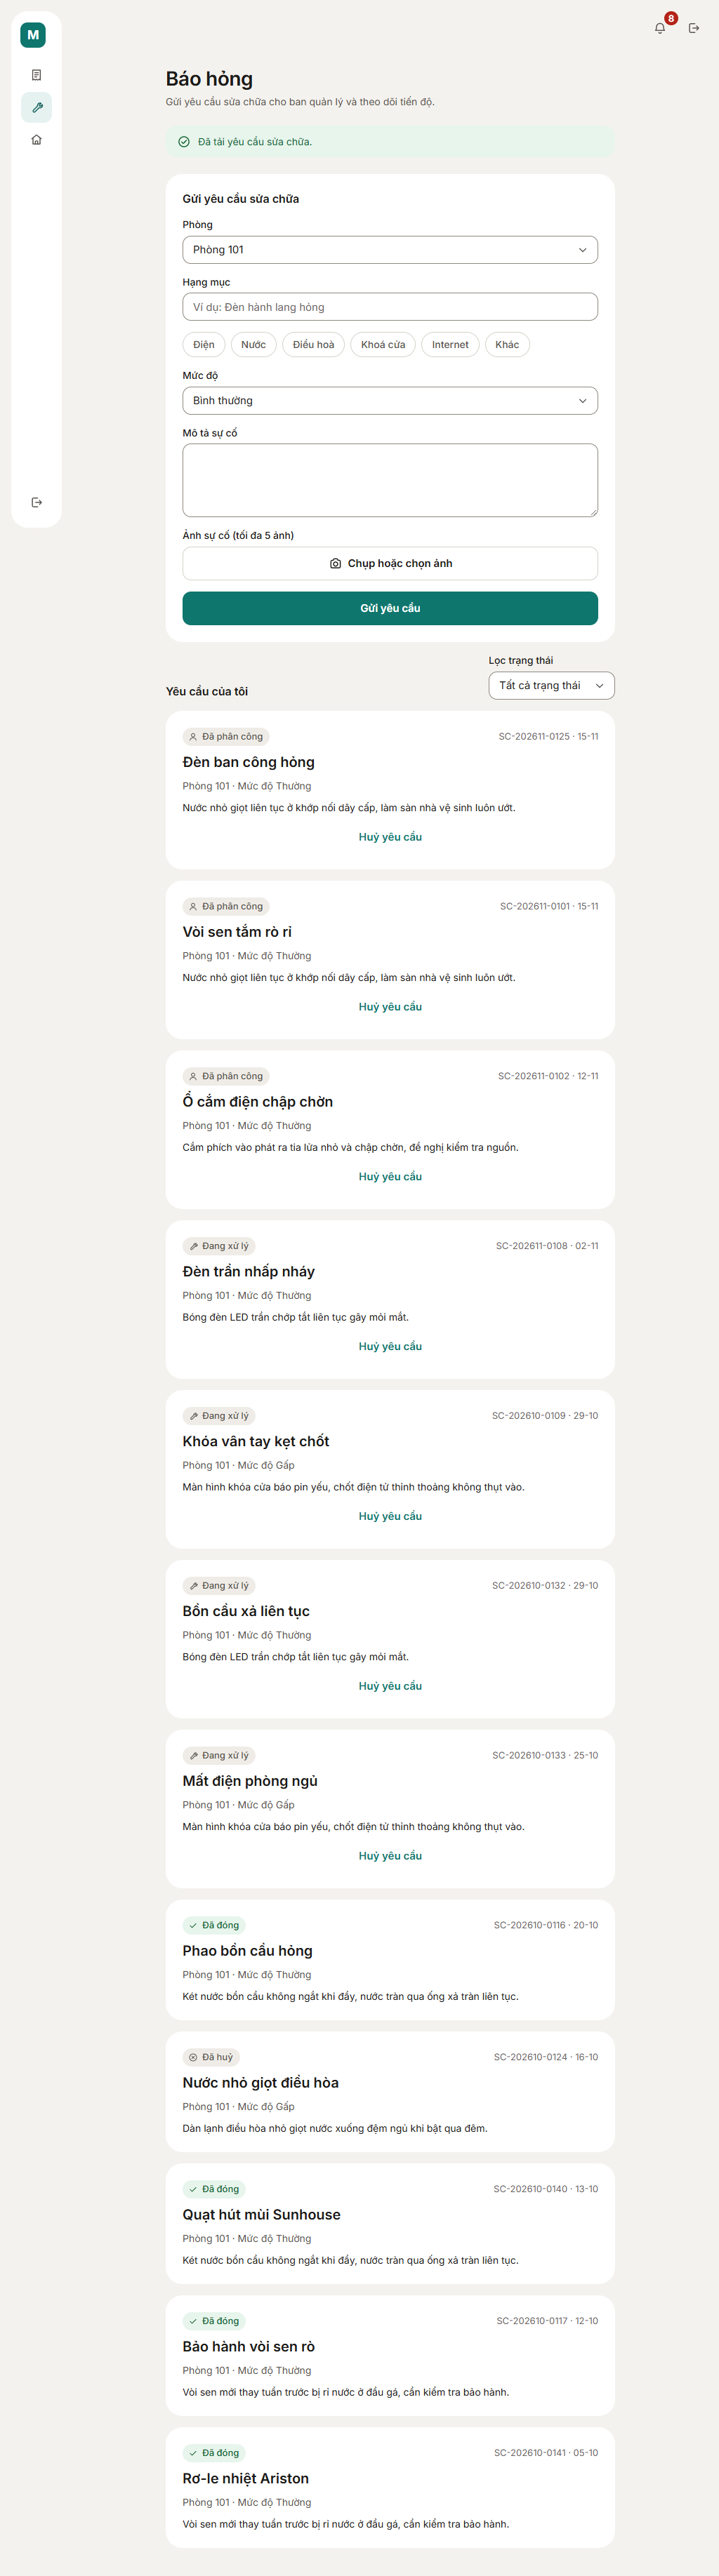 M
8
Báo hỏng
Gửi yêu cầu sửa chữa cho ban quản lý và theo dõi tiến độ.
Đã tải yêu cầu sửa chữa.
Gửi yêu cầu sửa chữa
Phòng
Phòng 101
Hạng mục
Ví dụ: Đèn hành lang hỏng
Điện Nước Điều hoà Khoá cửa Internet Khác
Mức độ
Bình thường
Mô tả sự cố
Ảnh sự cố (tối đa 5 ảnh)
Chụp hoặc chọn ảnh
Gửi yêu cầu
Lọc trạng thái
Yêu cầu của tôi
Tất cả trạng thái
Đã phân công SC-202611-0125 · 15-11
Đèn ban công hỏng
Phòng 101 · Mức độ Thường
Nước nhỏ giọt liên tục ở khớp nối dây cấp, làm sàn nhà vệ sinh luôn ướt.
Huỷ yêu cầu
Đã phân công SC-202611-0101 · 15-11
Vòi sen tắm rò rỉ
Phòng 101 · Mức độ Thường
Nước nhỏ giọt liên tục ở khớp nối dây cấp, làm sàn nhà vệ sinh luôn ướt.
Huỷ yêu cầu
Đã phân công SC-202611-0102 · 12-11
Ổ cắm điện chập chờn
Phòng 101 · Mức độ Thường
Cắm phích vào phát ra tia lửa nhỏ và chập chờn, đề nghị kiểm tra nguồn.
Huỷ yêu cầu
Đang xử lý SC-202611-0108 · 02-11
Đèn trần nhấp nháy
Phòng 101 · Mức độ Thường
Bóng đèn LED trần chớp tắt liên tục gây mỏi mắt.
Huỷ yêu cầu
Đang xử lý SC-202610-0109 · 29-10
Khóa vân tay kẹt chốt
Phòng 101 · Mức độ Gấp
Màn hình khóa cửa báo pin yếu, chốt điện tử thỉnh thoảng không thụt vào.
Huỷ yêu cầu
Đang xử lý SC-202610-0132 · 29-10
Bồn cầu xả liên tục
Phòng 101 · Mức độ Thường
Bóng đèn LED trần chớp tắt liên tục gây mỏi mắt.
Huỷ yêu cầu
Đang xử lý SC-202610-0133 · 25-10
Mất điện phòng ngủ
Phòng 101 · Mức độ Gấp
Màn hình khóa cửa báo pin yếu, chốt điện tử thỉnh thoảng không thụt vào.
Huỷ yêu cầu
Đã đóng SC-202610-0116 · 20-10
Phao bồn cầu hỏng
Phòng 101 · Mức độ Thường
Két nước bồn cầu không ngắt khi đầy, nước tràn qua ống xả tràn liên tục.
Đã huỷ SC-202610-0124 · 16-10
Nước nhỏ giọt điều hòa
Phòng 101 · Mức độ Gấp
Dàn lạnh điều hòa nhỏ giọt nước xuống đệm ngủ khi bật qua đêm.
Đã đóng SC-202610-0140 · 13-10
Quạt hút mùi Sunhouse
Phòng 101 · Mức độ Thường
Két nước bồn cầu không ngắt khi đầy, nước tràn qua ống xả tràn liên tục.
Đã đóng SC-202610-0117 · 12-10
Bảo hành vòi sen rò
Phòng 101 · Mức độ Thường
Vòi sen mới thay tuần trước bị rỉ nước ở đầu gá, cần kiểm tra bảo hành.
Đã đóng SC-202610-0141 · 05-10
Rơ-le nhiệt Ariston
Phòng 101 · Mức độ Thường
Vòi sen mới thay tuần trước bị rỉ nước ở đầu gá, cần kiểm tra bảo hành.